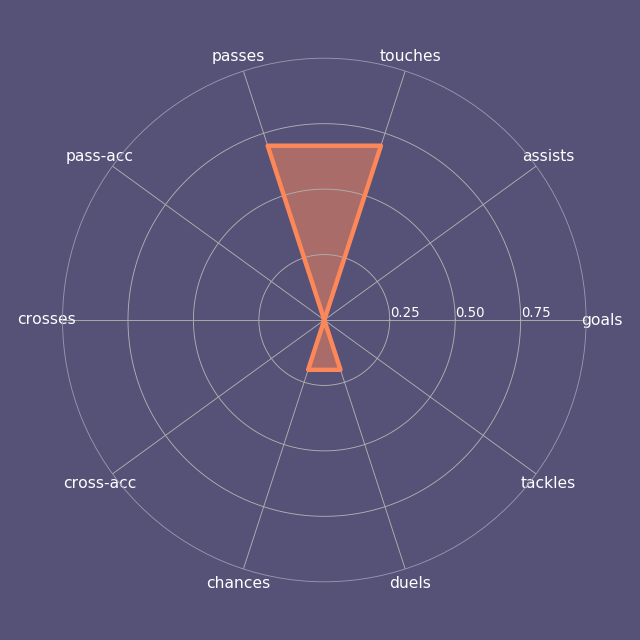 passes touches
pass-acc assists
0.25 0.50 0.75
crosses goals
cross-acc tackles
chances duels